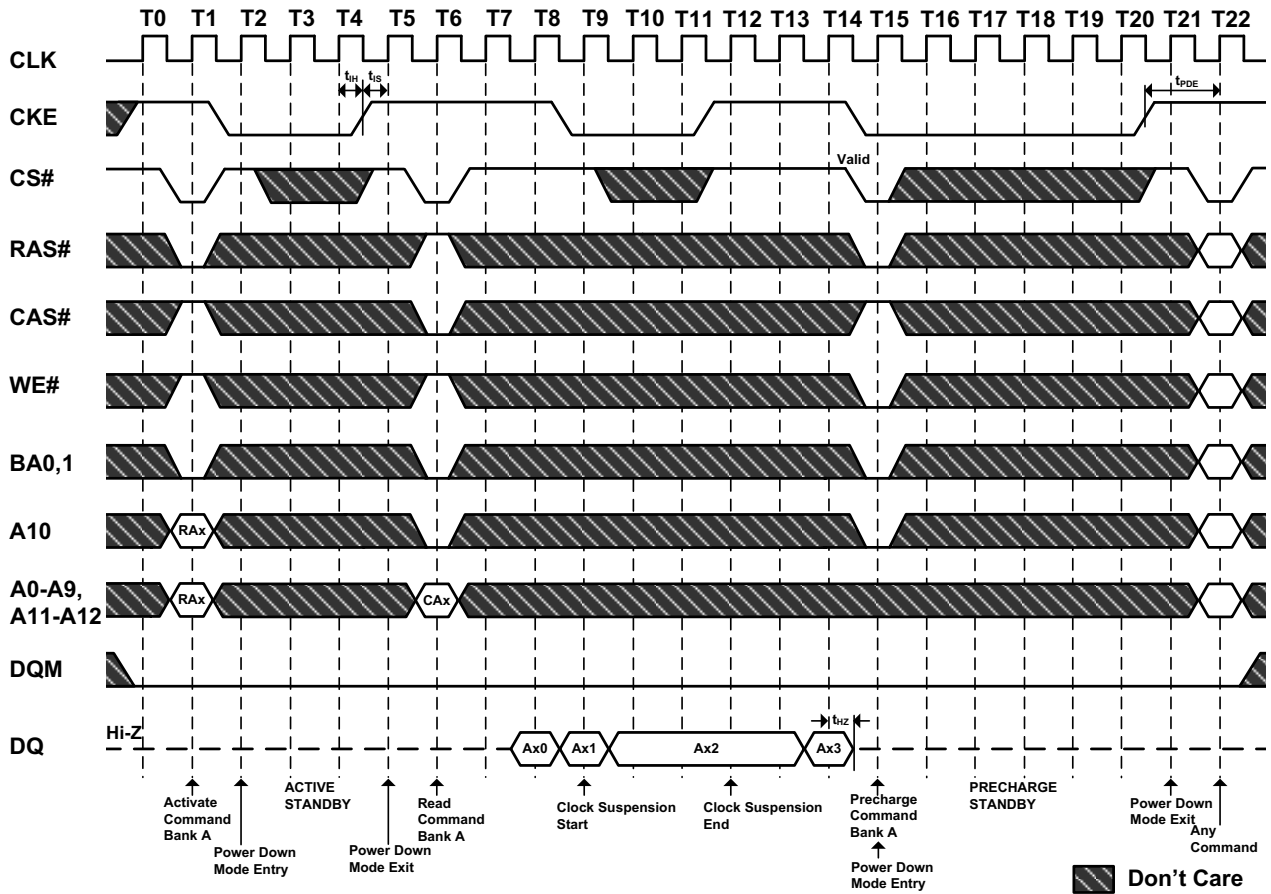 T0 T1 T2 T3 T4 T5 T6 T7 T8 T9 T10 T11 T12 T13 T14 T15 T16 T17 T18 T19 T20 T21 T22
CLK
tIH tIS tPDE
CKE
Valid
CS#
RAS#
CAS#
WE#
BA0,1
A10
RAx
A0-A9,
A11-A12
RAx CAx
DQM
Hi-Z
tHZ
DQ
Ax0 Ax1 Ax2 Ax3
Activate
Command
Bank A
ACTIVE
STANDBY
Power Down
Mode Entry
Power Down
Mode Exit
Read
Command
Bank A
Clock Suspension
Start
Clock Suspension
End
Precharge
Command
Bank A
Power Down
Mode Entry
PRECHARGE
STANDBY
Power Down
Mode Exit
Any
Command
Don't Care